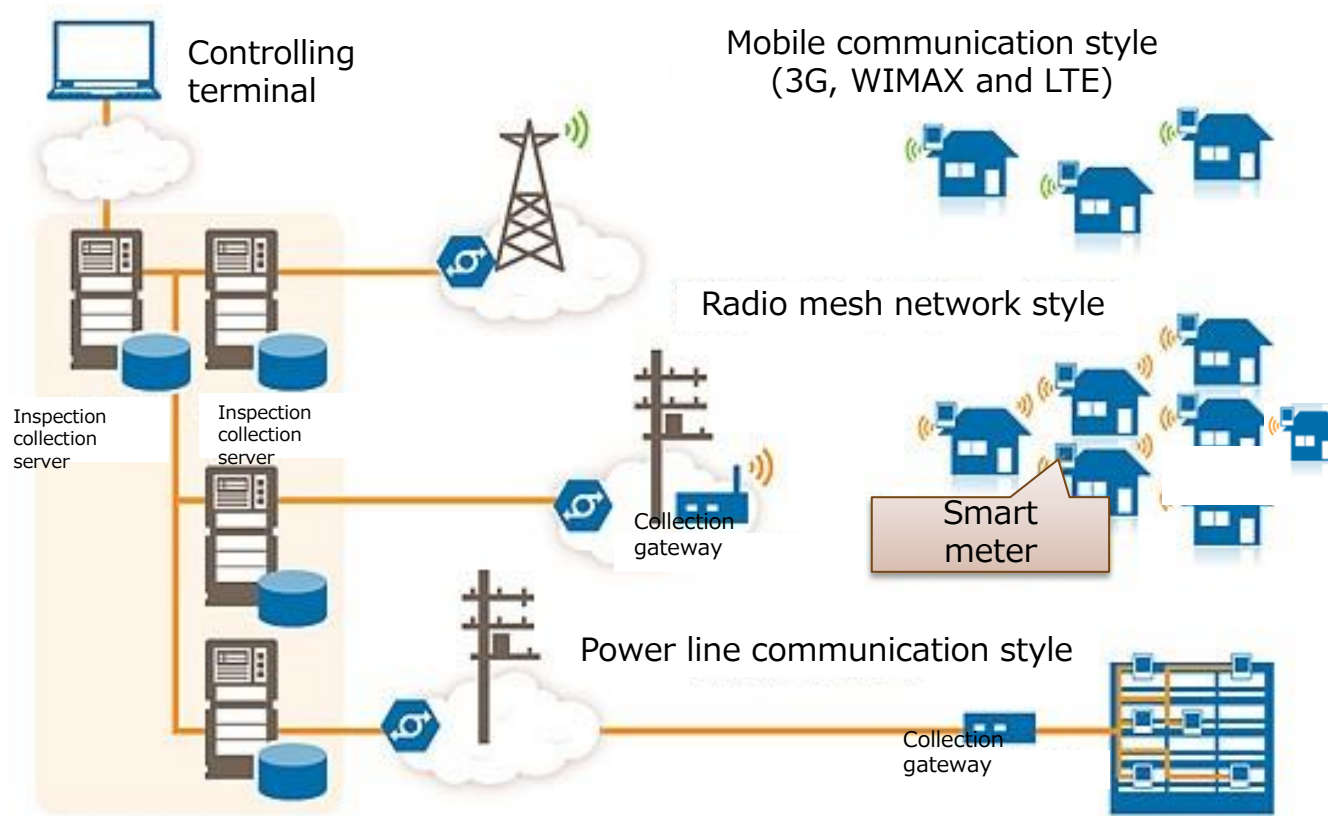 Controlling
terminal
Mobile communication style
(3G, WIMAX and LTE)
Radio mesh network style
Inspection
collection
server
Inspection
collection
server
Collection
gateway
Smart
meter
Power line communication style
Collection
gateway